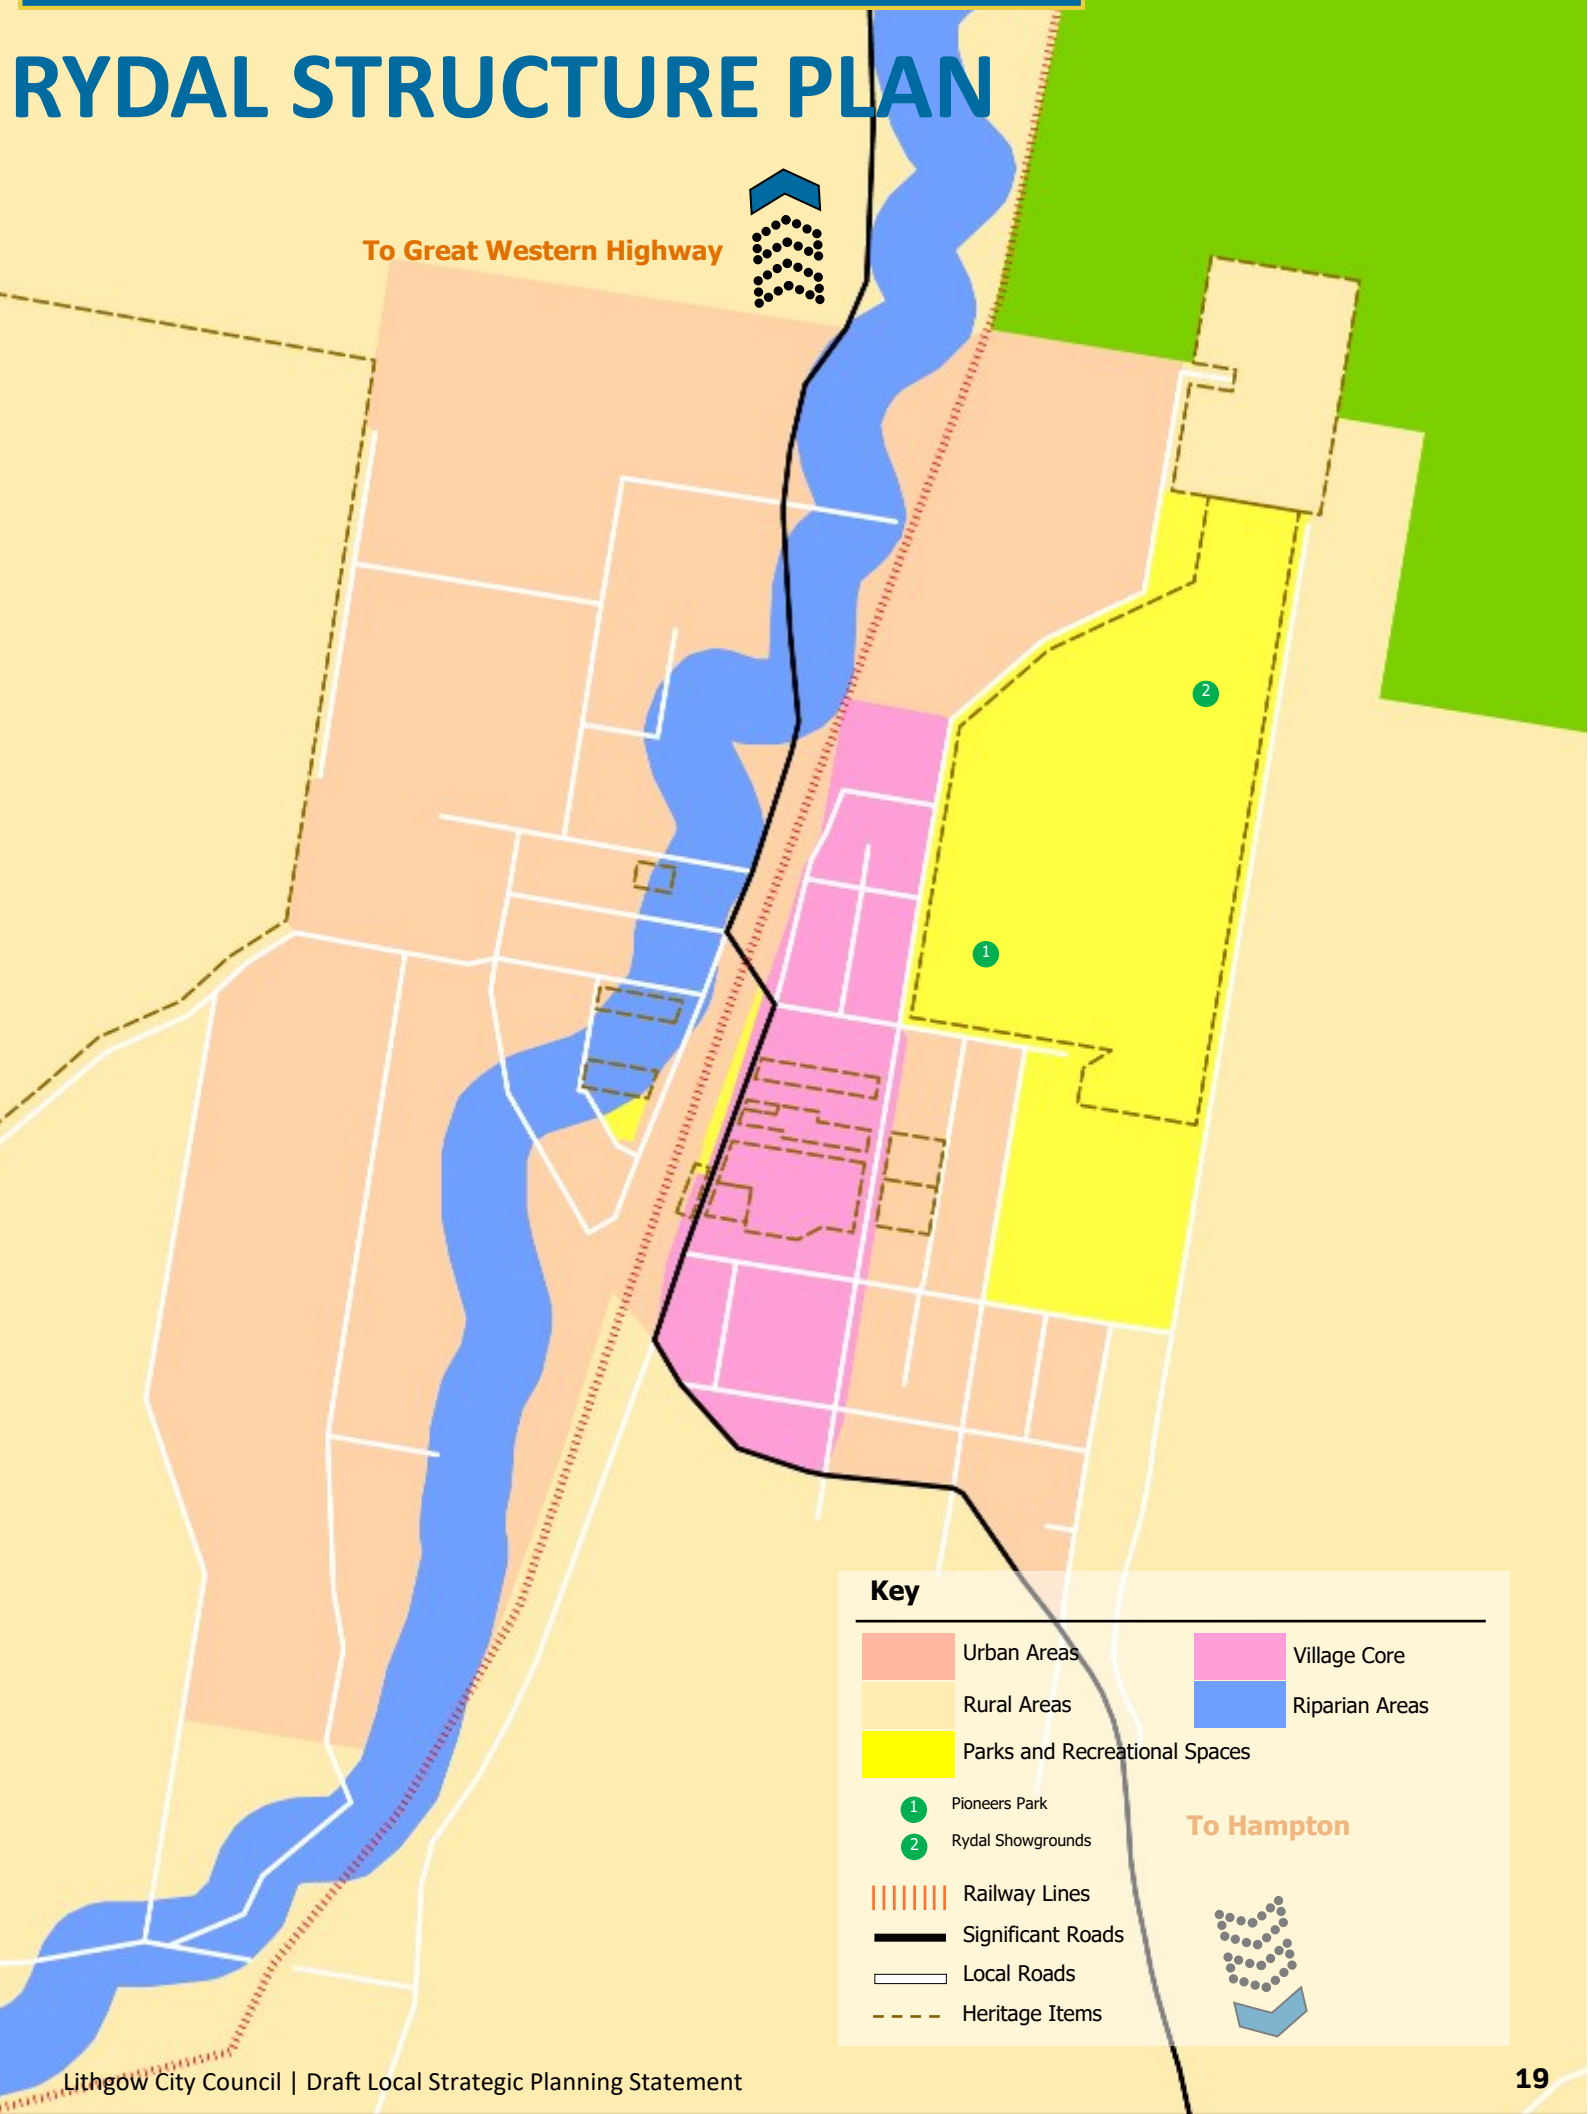 RYDAL STRUCTURE PLAN
To Great Western Highway
2
1
Key
Urban Areas
Village Core
Rural Areas
Riparian Areas
Parks and Recreational Spaces
1 Pioneers Park
2 Rydal Showgrounds
To Hampton
Railway Lines
Significant Roads
Local Roads
Heritage Items
Lithgow City Council | Draft Local Strategic Planning Statement
19